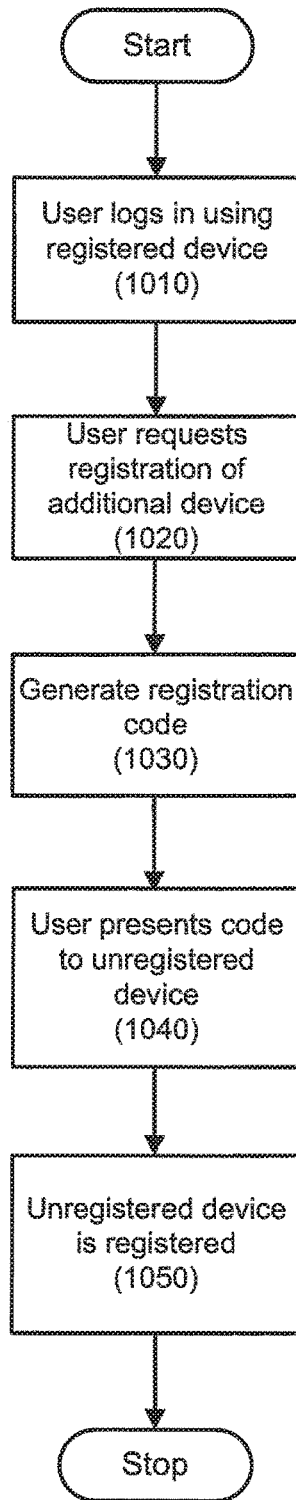 Start
User logs in using
registered device
(1010)
User requests
registration of
additional device
(1020)
Generate registration
code
(1030)
User presents code
to unregistered
device
(1040)
Unregistered device
is registered
(1050)
Stop